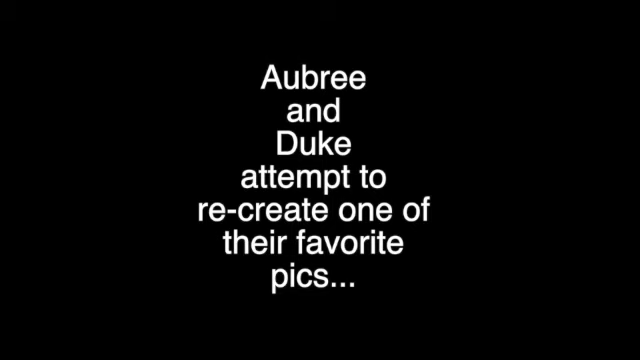 Aubree
and
Duke
attempt to
re-create one of
their favorite
pics...